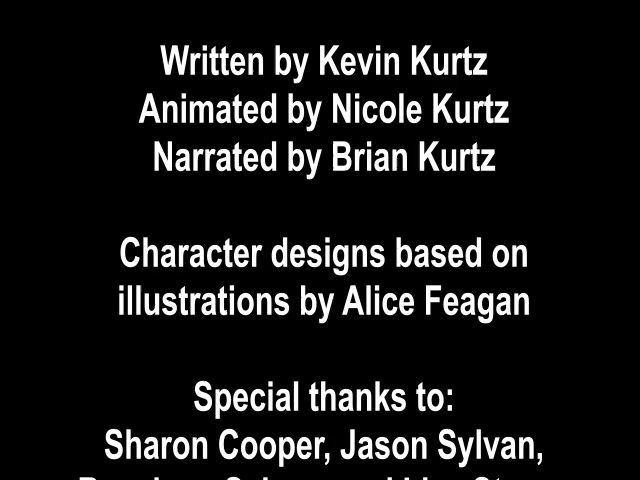 Written by Kevin Kurtz
Animated by Nicole Kurtz
Narrated by Brian Kurtz
Character designs based on
illustrations by Alice Feagan
Special thanks to:
Sharon Cooper, Jason Sylvan,